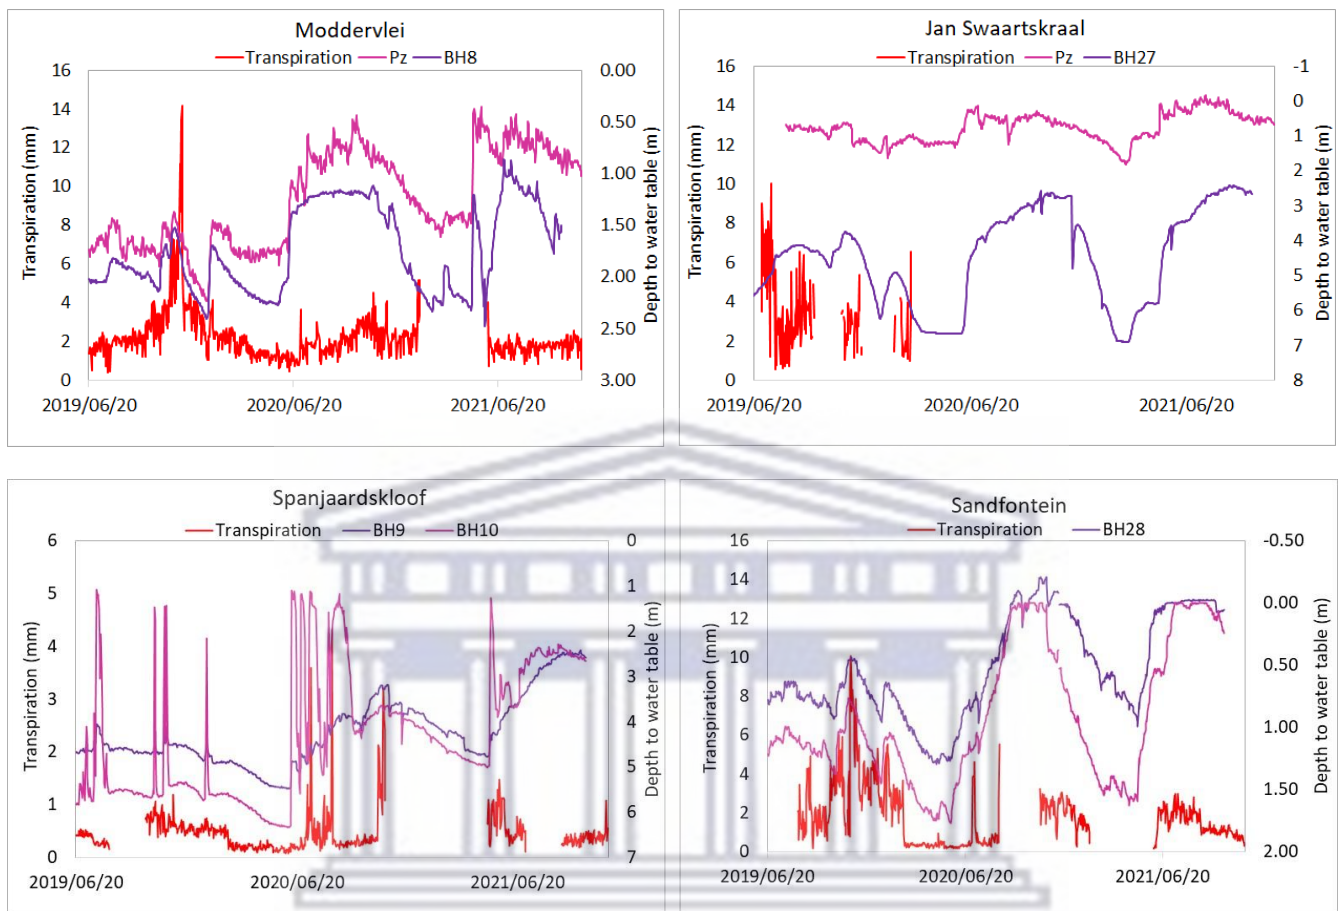 Moddervlei
Transpiration Pz BH8
16 14 12 10 8 6 4 2 0
Transpiration (mm)
0.00 0.50 1.00 1.50 2.00 2.50 3.00
Depth to water table (m)
2019/06/20 2020/06/20 2021/06/20
Jan Swaartskraal
Transpiration Pz BH27
16 14 12 10 8 6 4 2 0
Transpiration (mm)
-1 0 1 2 3 4 5 6 7 8
Depth to water table (m)
2019/06/20 2020/06/20 2021/06/20
Spanjaardskloof
Transpiration BH9 BH10
6 5 4 3 2 1 0
Transpiration (mm)
0 1 2 3 4 5 6 7
Depth to water table (m)
2019/06/20 2020/06/20 2021/06/20
Sandfontein
Transpiration BH28
16 14 12 10 8 6 4 2 0
Transpiration (mm)
-0.50 0.00 0.50 1.00 1.50 2.00
Depth to water table (m)
2019/06/20 2020/06/20 2021/06/20